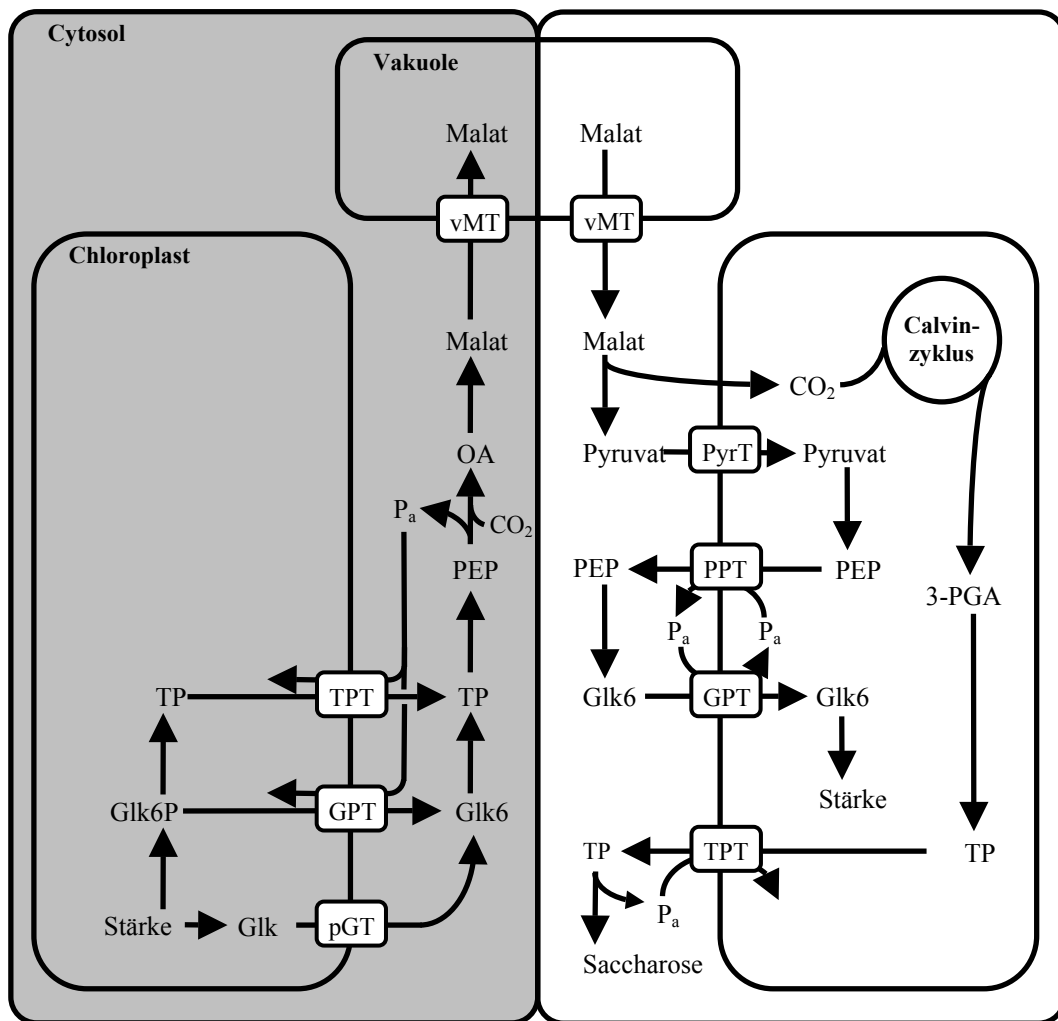 Cytosol
Vakuole
Malat
Malat
vMT
vMT
Chloroplast
Malat
Malat
Calvin-
zyklus
CO₂
OA
Pyruvat
PyrT
Pyruvat
Pₐ
CO₂
PEP
PEP
PPT
PEP
3-PGA
Pₐ
Pₐ
TP
TPT
TP
Glk6
GPT
Glk6
Glk6P
GPT
Glk6
Stärke
TP
TPT
TP
Stärke
Glk
pGT
Pₐ
Saccharose